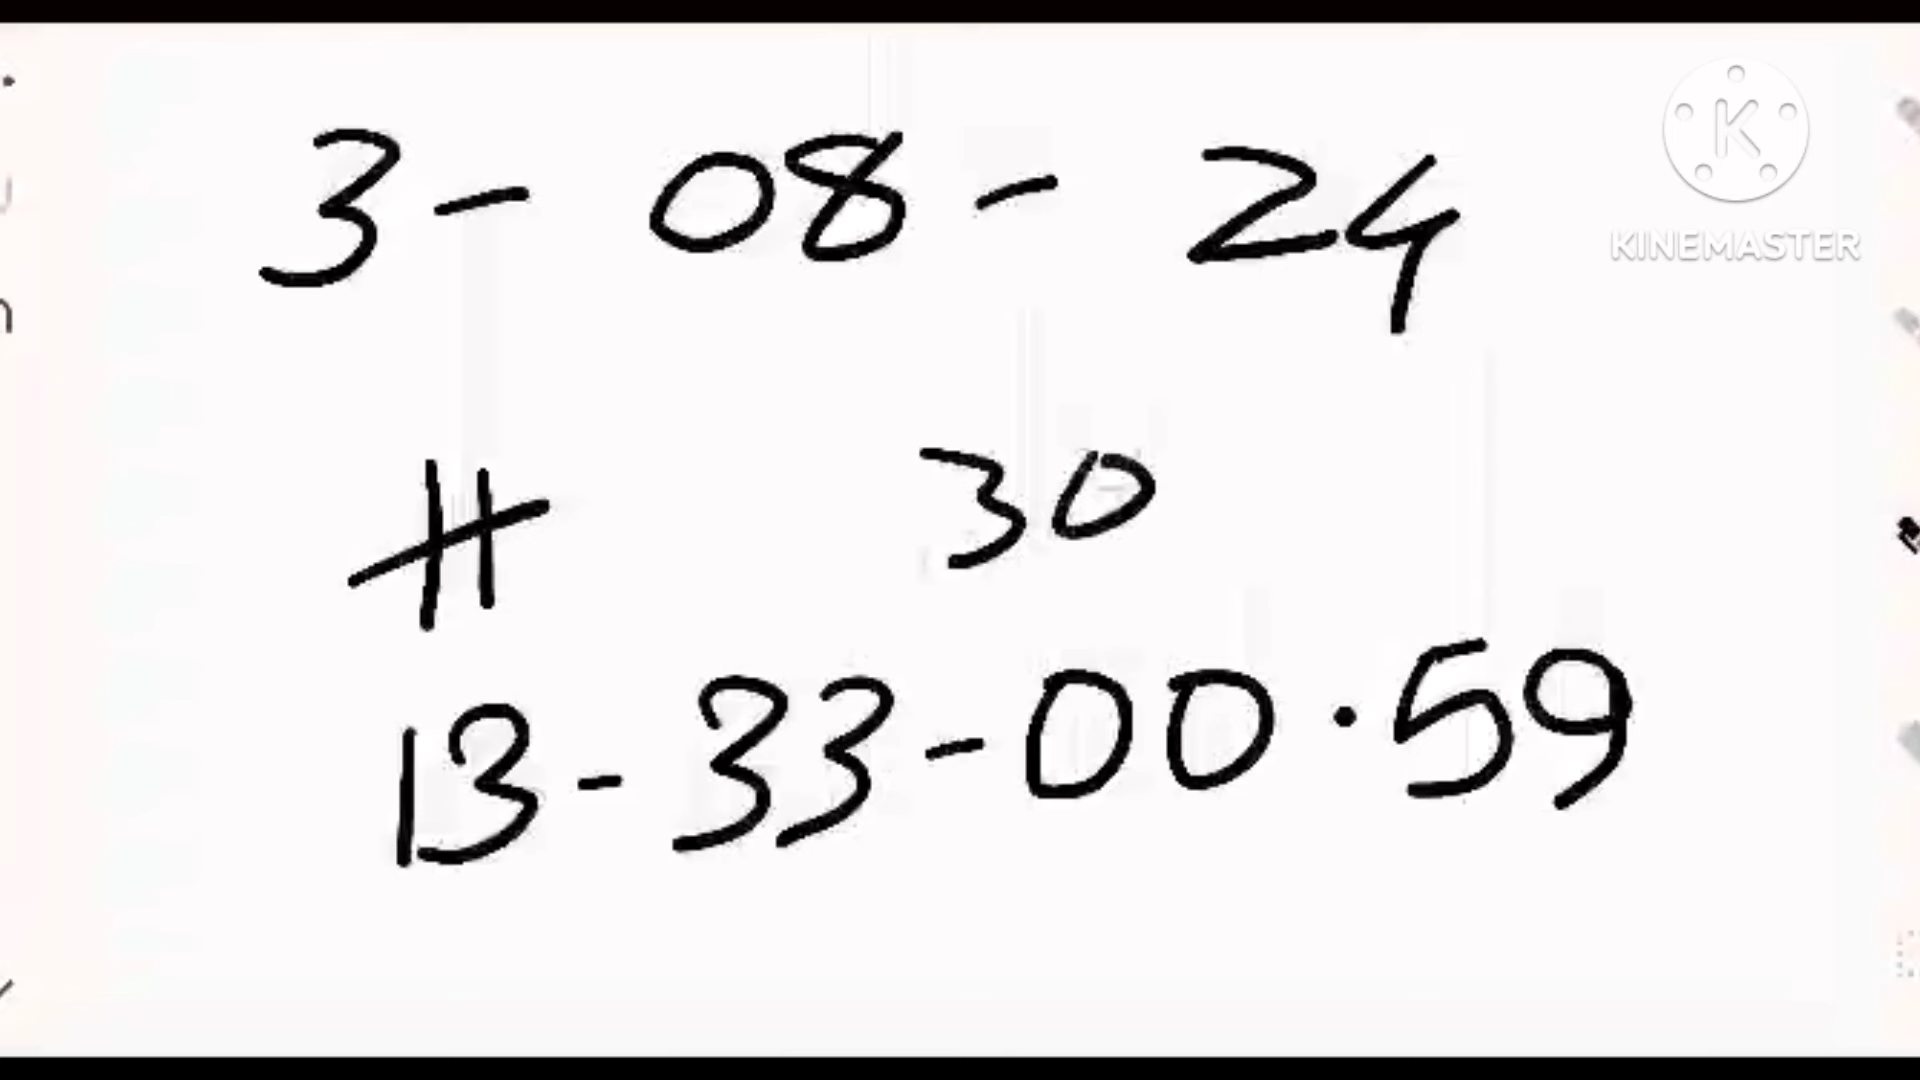 3 - 08 - 24
K
KINEMASTER
H 30
13 - 33 - 00 . 59